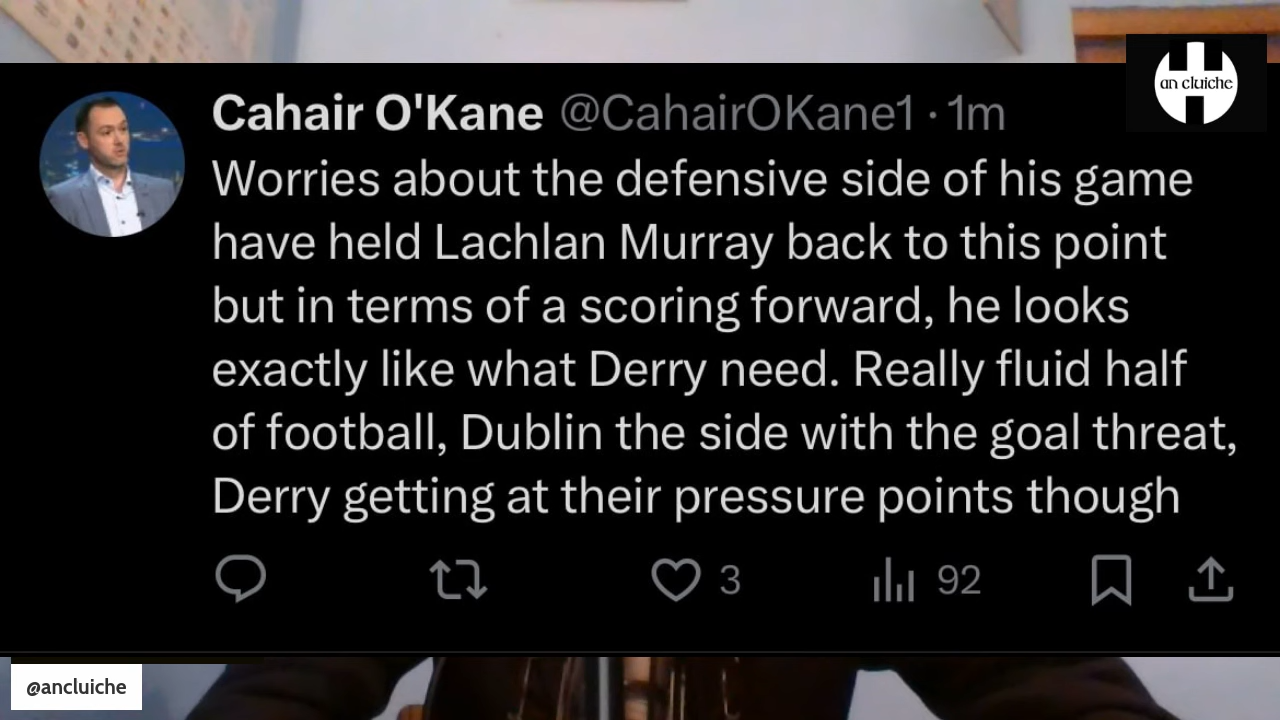 an cluiche
Cahair O'Kane @CahairOKane1 · 1m
Worries about the defensive side of his game
have held Lachlan Murray back to this point
but in terms of a scoring forward, he looks
exactly like what Derry need. Really fluid half
of football, Dublin the side with the goal threat,
Derry getting at their pressure points though
3
92
@ancluiche